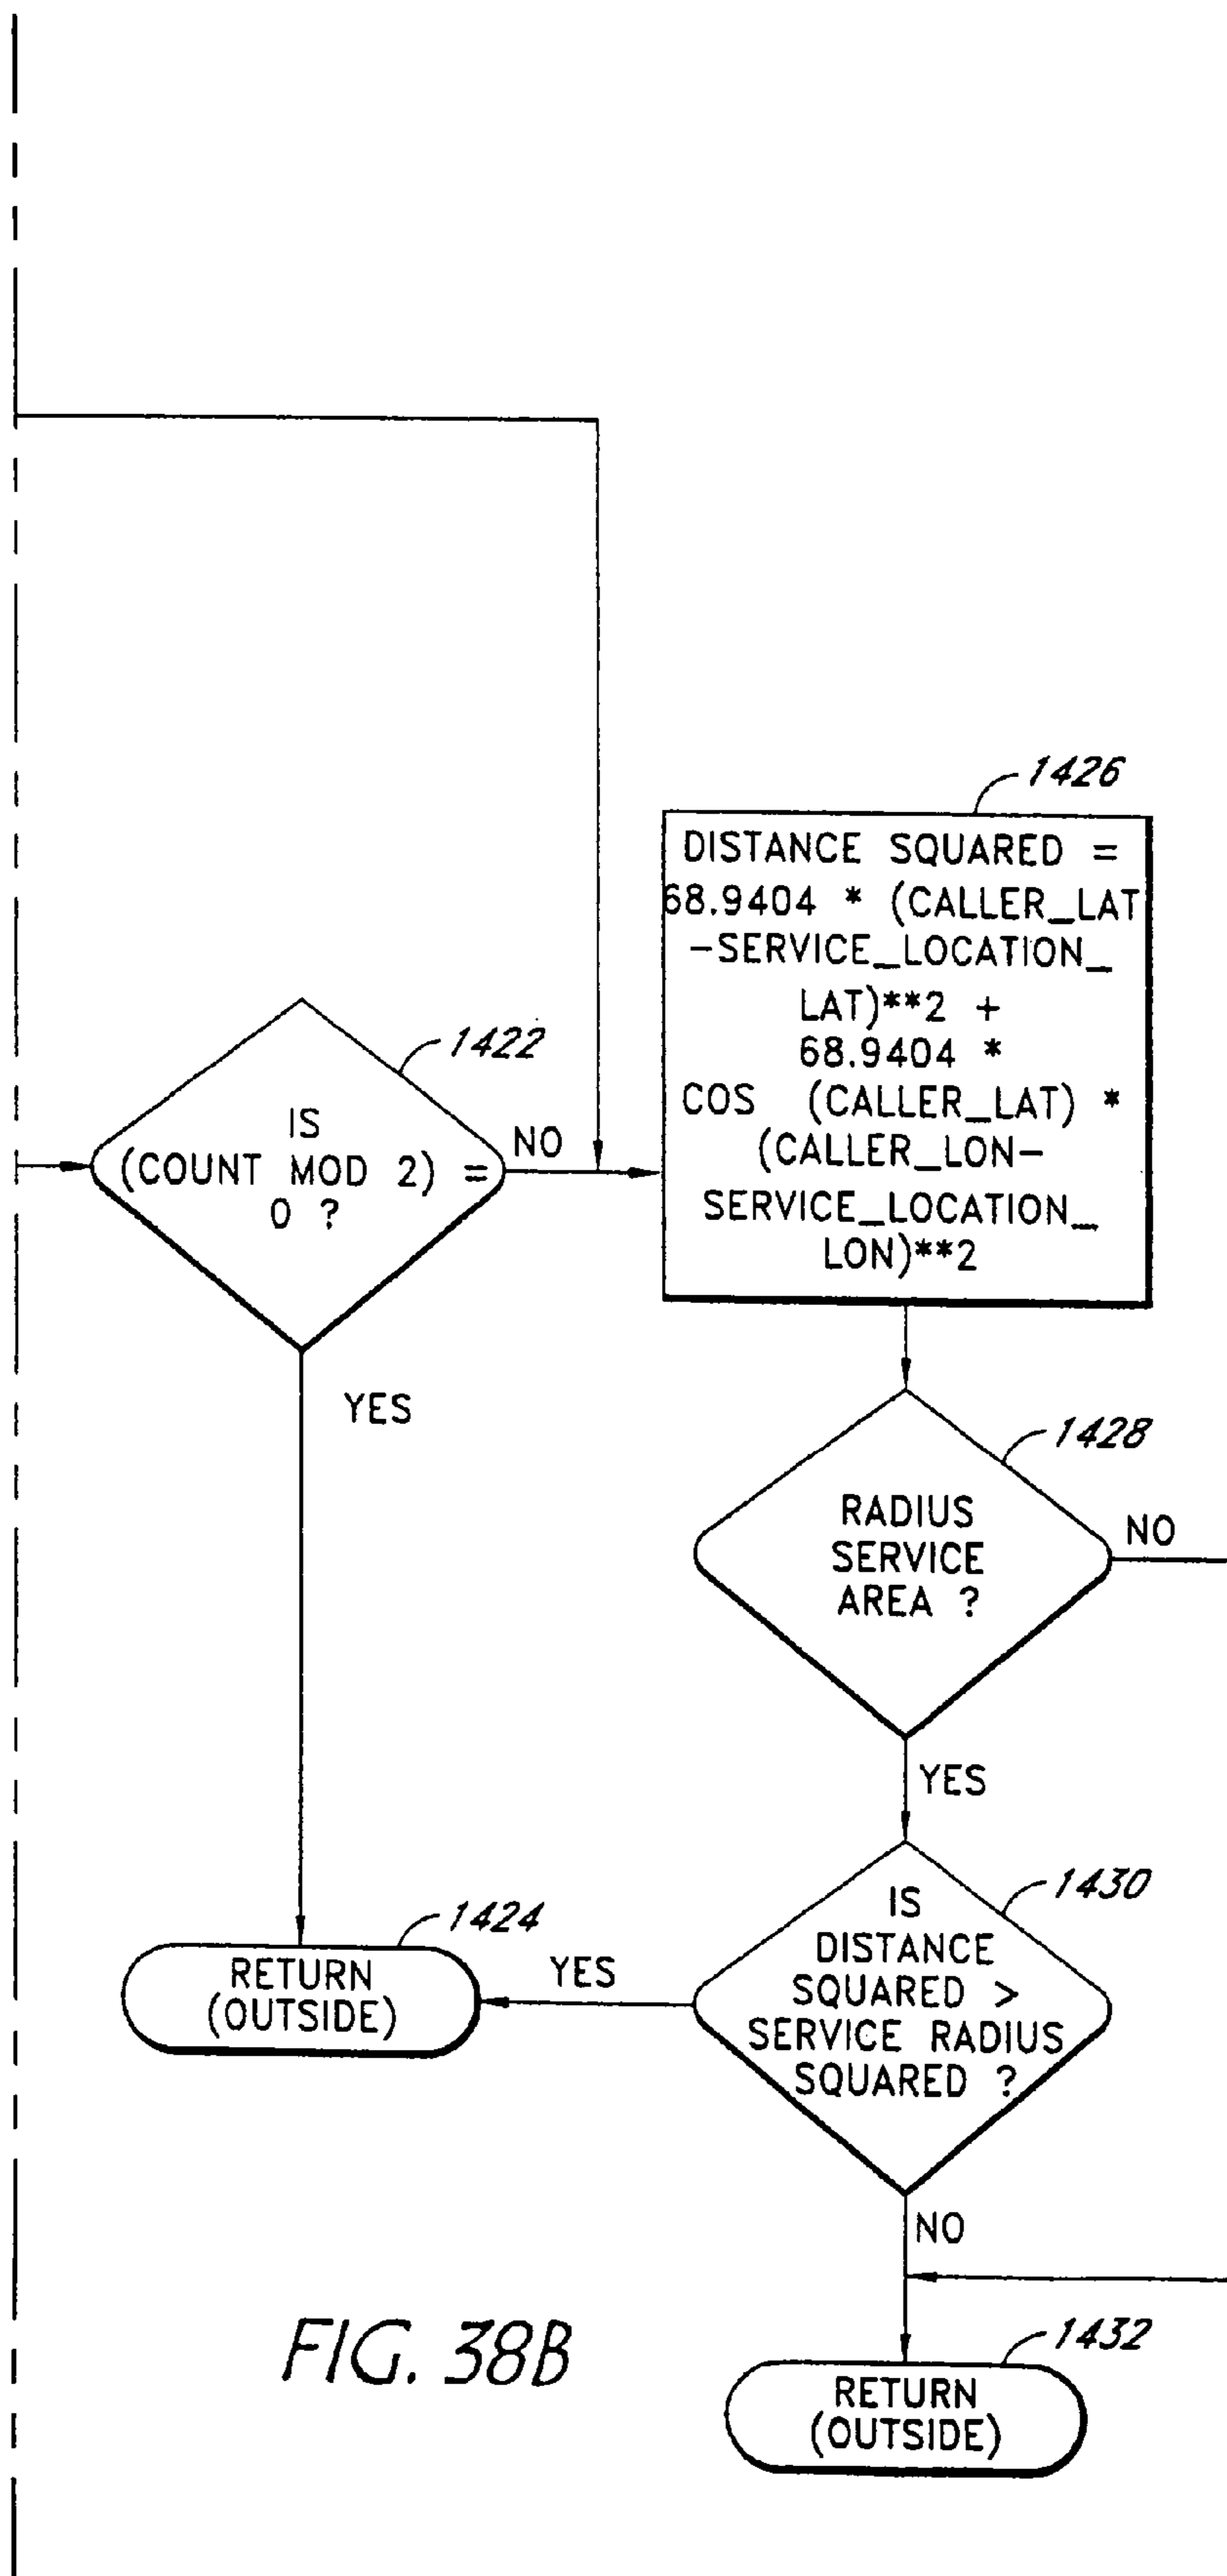 1426
DISTANCE SQUARED =
68.9404 * (CALLER_LAT
-SERVICE_LOCATION_
LAT)**2 +
68.9404 *
COS (CALLER_LAT) *
(CALLER_LON-
SERVICE_LOCATION_
LON)**2
1422
IS
(COUNT MOD 2) =
0 ?
NO
YES
1428
RADIUS
SERVICE
AREA ?
NO
YES
1430
IS
DISTANCE
SQUARED >
SERVICE RADIUS
SQUARED ?
YES
1424
RETURN
(OUTSIDE)
NO
1432
RETURN
(OUTSIDE)
FIG. 38B